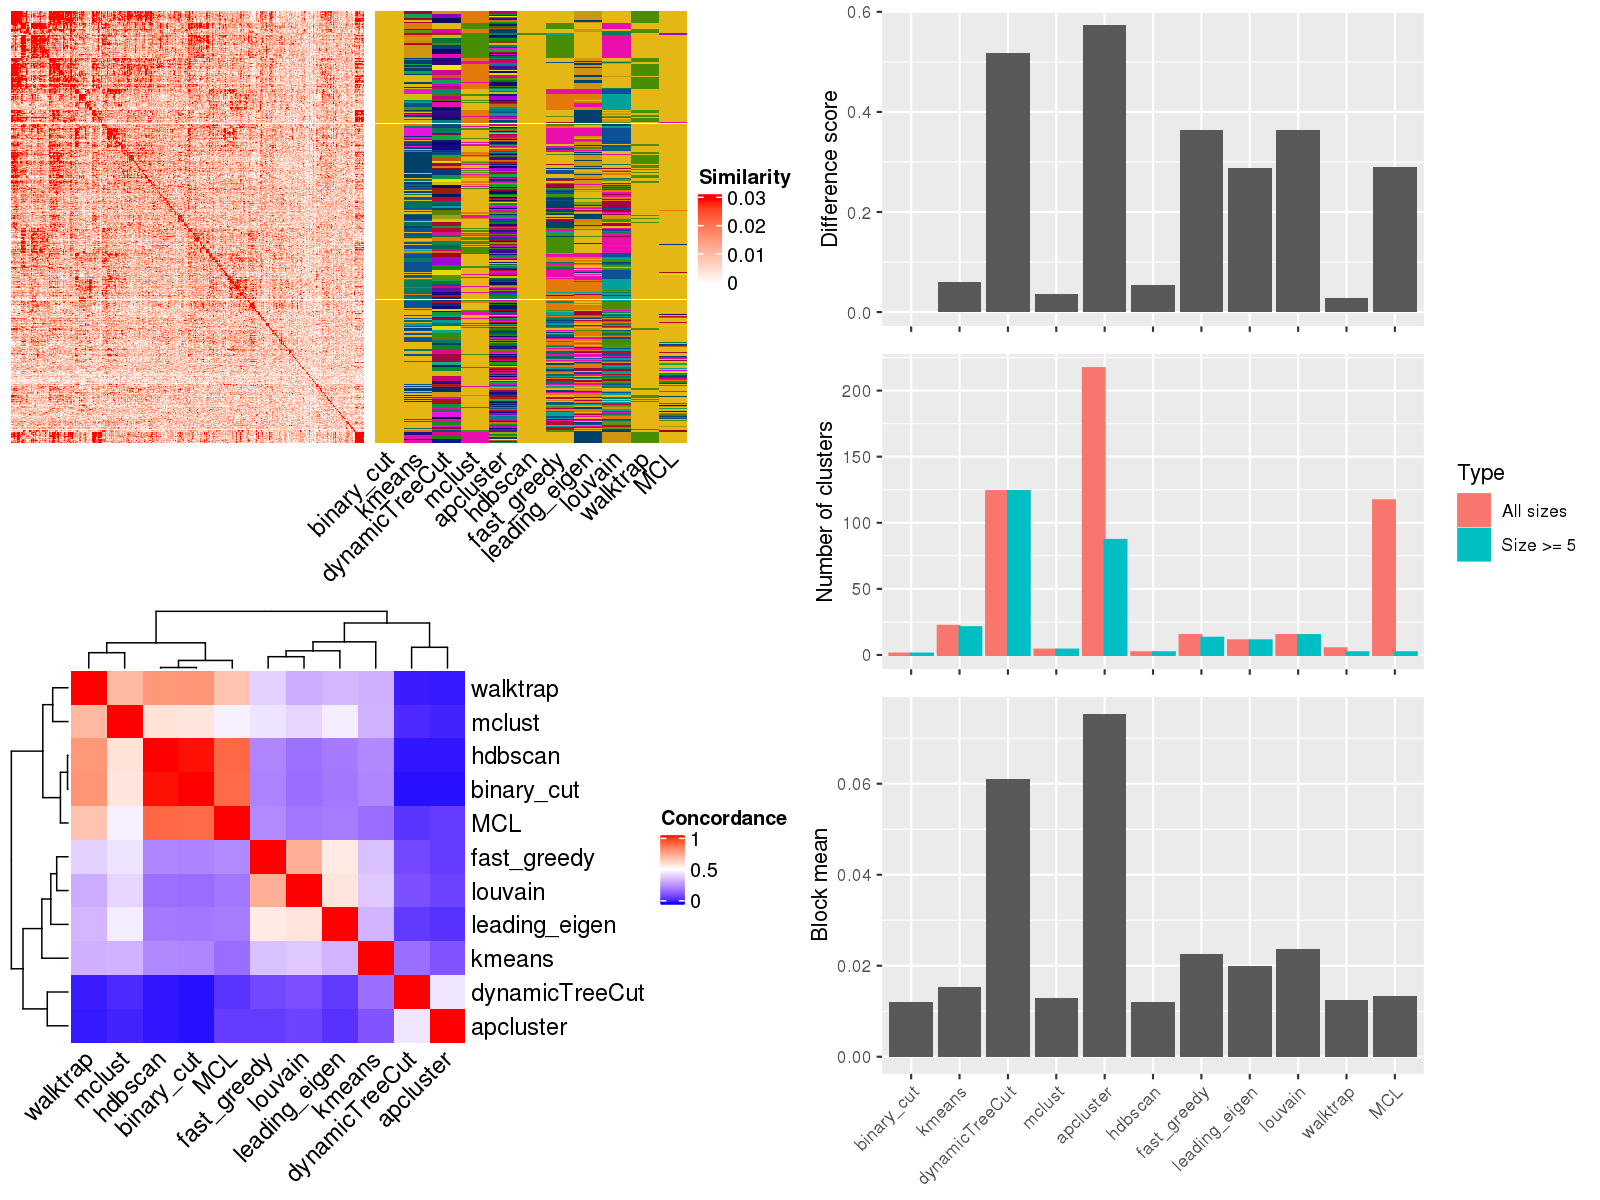 Similarity
0.03
0.02
0.01
0
binary_cut
kmeans
dynamicTreeCut
mclust
apcluster
hdbscan
fast_greedy
leading_eigen
louvain
walktrap
MCL
walktrap
mclust
hdbscan
binary_cut
MCL
fast_greedy
louvain
leading_eigen
kmeans
dynamicTreeCut
apcluster
Concordance
1
0.5
0
walktrap
mclust
hdbscan
binary_cut
MCL
fast_greedy
louvain
leading_eigen
kmeans
dynamicTreeCut
apcluster
Difference score
0.6
0.4
0.2
0.0
Number of clusters
200
150
100
50
0
Type
All sizes
Size >= 5
Block mean
0.06
0.04
0.02
0.00
binary_cut
kmeans
dynamicTreeCut
mclust
apcluster
hdbscan
fast_greedy
leading_eigen
louvain
walktrap
MCL